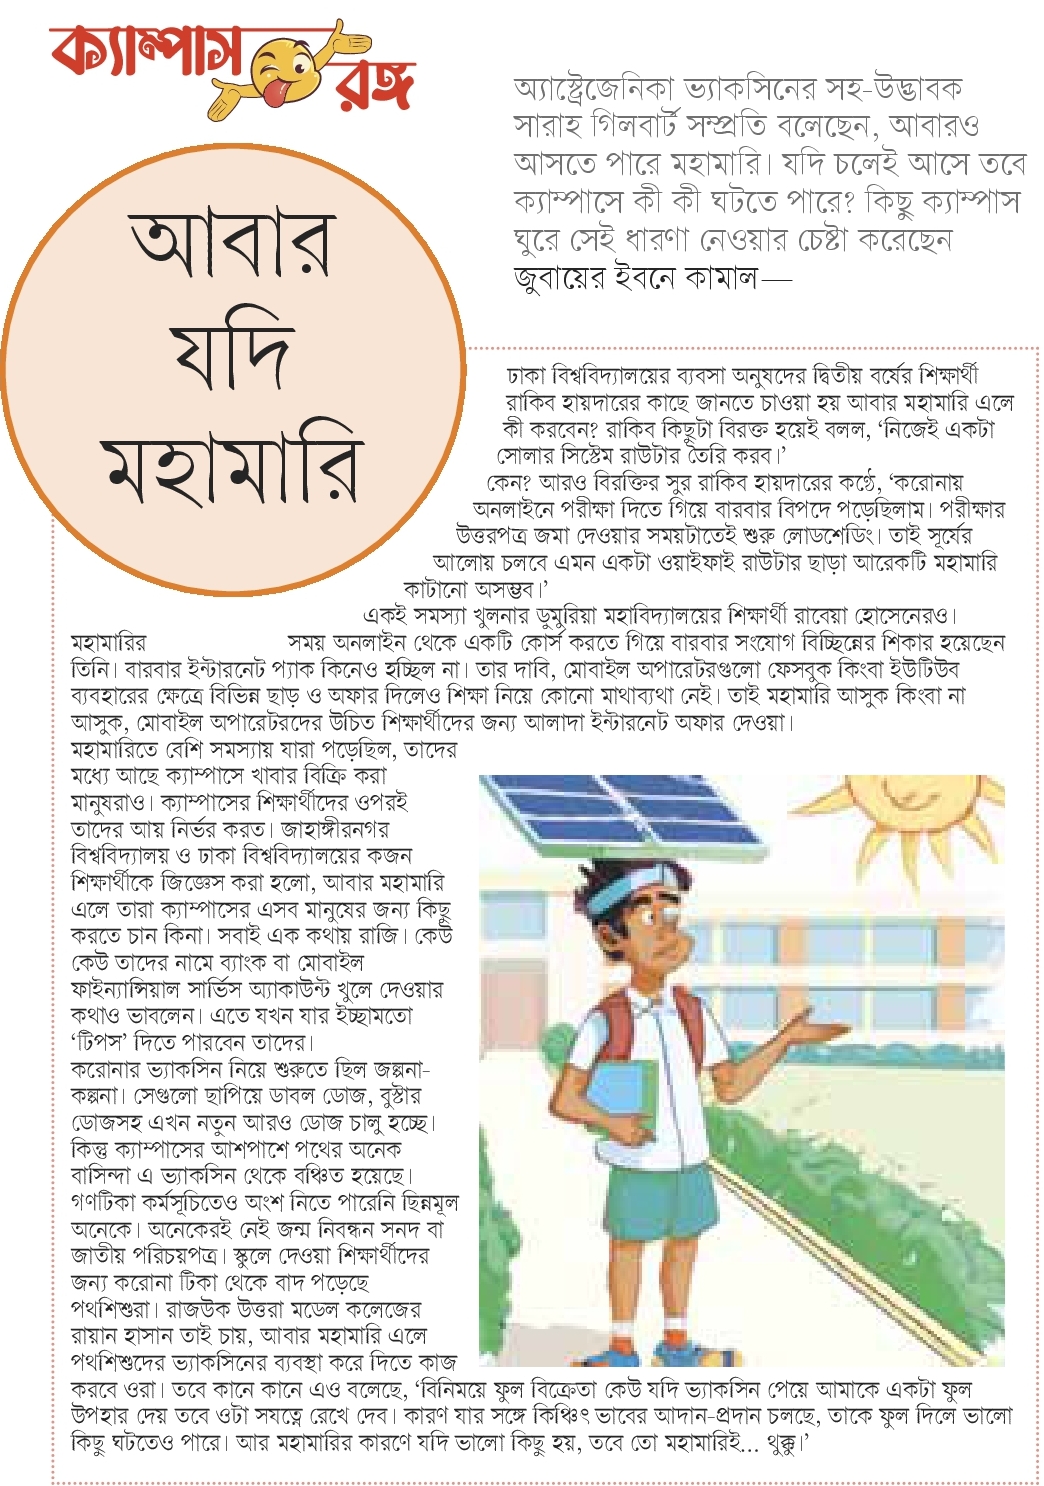 ক্যাম্পাস
রঙ্গ
আবার
যদি
মহামারি
অ্যাস্ট্রেজেনিকা ভ্যাকসিনের সহ-উদ্ভাবক
সারাহ গিলবার্ট সম্প্রতি বলেছেন, আবারও
আসতে পারে মহামারি। যদি চলেই আসে তবে
ক্যাম্পাসে কী কী ঘটতে পারে? কিছু ক্যাম্পাস
ঘুরে সেই ধারণা নেওয়ার চেষ্টা করেছেন
জুবায়ের ইবনে কামাল—
ঢাকা বিশ্ববিদ্যালয়ের ব্যবসা অনুষদের দ্বিতীয় বর্ষের শিক্ষার্থী
রাকিব হায়দারের কাছে জানতে চাওয়া হয় আবার মহামারি এলে
কী করবেন? রাকিব কিছুটা বিরক্ত হয়েই বলল, ‘নিজেই একটা
সোলার সিস্টেম রাউটার তৈরি করব।’
কেন? আরও বিরক্তির সুর রাকিব হায়দারের কণ্ঠে, ‘করোনায়
অনলাইনে পরীক্ষা দিতে গিয়ে বারবার বিপদে পড়েছিলাম। পরীক্ষার
উত্তরপত্র জমা দেওয়ার সময়টাতেই শুরু লোডশেডিং। তাই সূর্যের
আলোয় চলবে এমন একটা ওয়াইফাই রাউটার ছাড়া আরেকটি মহামারি
কাটানো অসম্ভব।’
একই সমস্যা খুলনার ডুমুরিয়া মহাবিদ্যালয়ের শিক্ষার্থী রাবেয়া হোসেনেরও।
মহামারির সময় অনলাইন থেকে একটি কোর্স করতে গিয়ে বারবার সংযোগ বিচ্ছিন্নের শিকার হয়েছেন
তিনি। বারবার ইন্টারনেট প্যাক কিনেও হচ্ছিল না। তার দাবি, মোবাইল অপারেটরগুলো ফেসবুক কিংবা ইউটিউব
ব্যবহারের ক্ষেত্রে বিভিন্ন ছাড় ও অফার দিলেও শিক্ষা নিয়ে কোনো মাথাব্যথা নেই। তাই মহামারি আসুক কিংবা না
আসুক, মোবাইল অপারেটরদের উচিত শিক্ষার্থীদের জন্য আলাদা ইন্টারনেট অফার দেওয়া।
মহামারিতে বেশি সমস্যায় যারা পড়েছিল, তাদের
মধ্যে আছে ক্যাম্পাসে খাবার বিক্রি করা
মানুষরাও। ক্যাম্পাসের শিক্ষার্থীদের ওপরই
তাদের আয় নির্ভর করত। জাহাঙ্গীরনগর
বিশ্ববিদ্যালয় ও ঢাকা বিশ্ববিদ্যালয়ের কজন
শিক্ষার্থীকে জিজ্ঞেস করা হলো, আবার মহামারি
এলে তারা ক্যাম্পাসের এসব মানুষের জন্য কিছু
করতে চান কিনা। সবাই এক কথায় রাজি। কেউ
কেউ তাদের নামে ব্যাংক বা মোবাইল
ফাইন্যান্সিয়াল সার্ভিস অ্যাকাউন্ট খুলে দেওয়ার
কথাও ভাবলেন। এতে যখন যার ইচ্ছামতো
‘টিপস’ দিতে পারবেন তাদের।
করোনার ভ্যাকসিন নিয়ে শুরুতে ছিল জল্পনা-
কল্পনা। সেগুলো ছাপিয়ে ডাবল ডোজ, বুস্টার
ডোজসহ এখন নতুন আরও ডোজ চালু হচ্ছে।
কিন্তু ক্যাম্পাসের আশপাশে পথের অনেক
বাসিন্দা এ ভ্যাকসিন থেকে বঞ্চিত হয়েছে।
গণটিকা কর্মসূচিতেও অংশ নিতে পারেনি ছিন্নমূল
অনেকে। অনেকেরই নেই জন্ম নিবন্ধন সনদ বা
জাতীয় পরিচয়পত্র। স্কুলে দেওয়া শিক্ষার্থীদের
জন্য করোনা টিকা থেকে বাদ পড়েছে
পথশিশুরা। রাজউক উত্তরা মডেল কলেজের
রায়ান হাসান তাই চায়, আবার মহামারি এলে
পথশিশুদের ভ্যাকসিনের ব্যবস্থা করে দিতে কাজ
করবে ওরা। তবে কানে কানে এও বলেছে, ‘বিনিময়ে ফুল বিক্রেতা কেউ যদি ভ্যাকসিন পেয়ে আমাকে একটা ফুল
উপহার দেয় তবে ওটা সযত্নে রেখে দেব। কারণ যার সঙ্গে কিঞ্চিৎ ভাবের আদান-প্রদান চলছে, তাকে ফুল দিলে ভালো
কিছু ঘটতেও পারে। আর মহামারির কারণে যদি ভালো কিছু হয়, তবে তো মহামারিই... থুক্কু।’